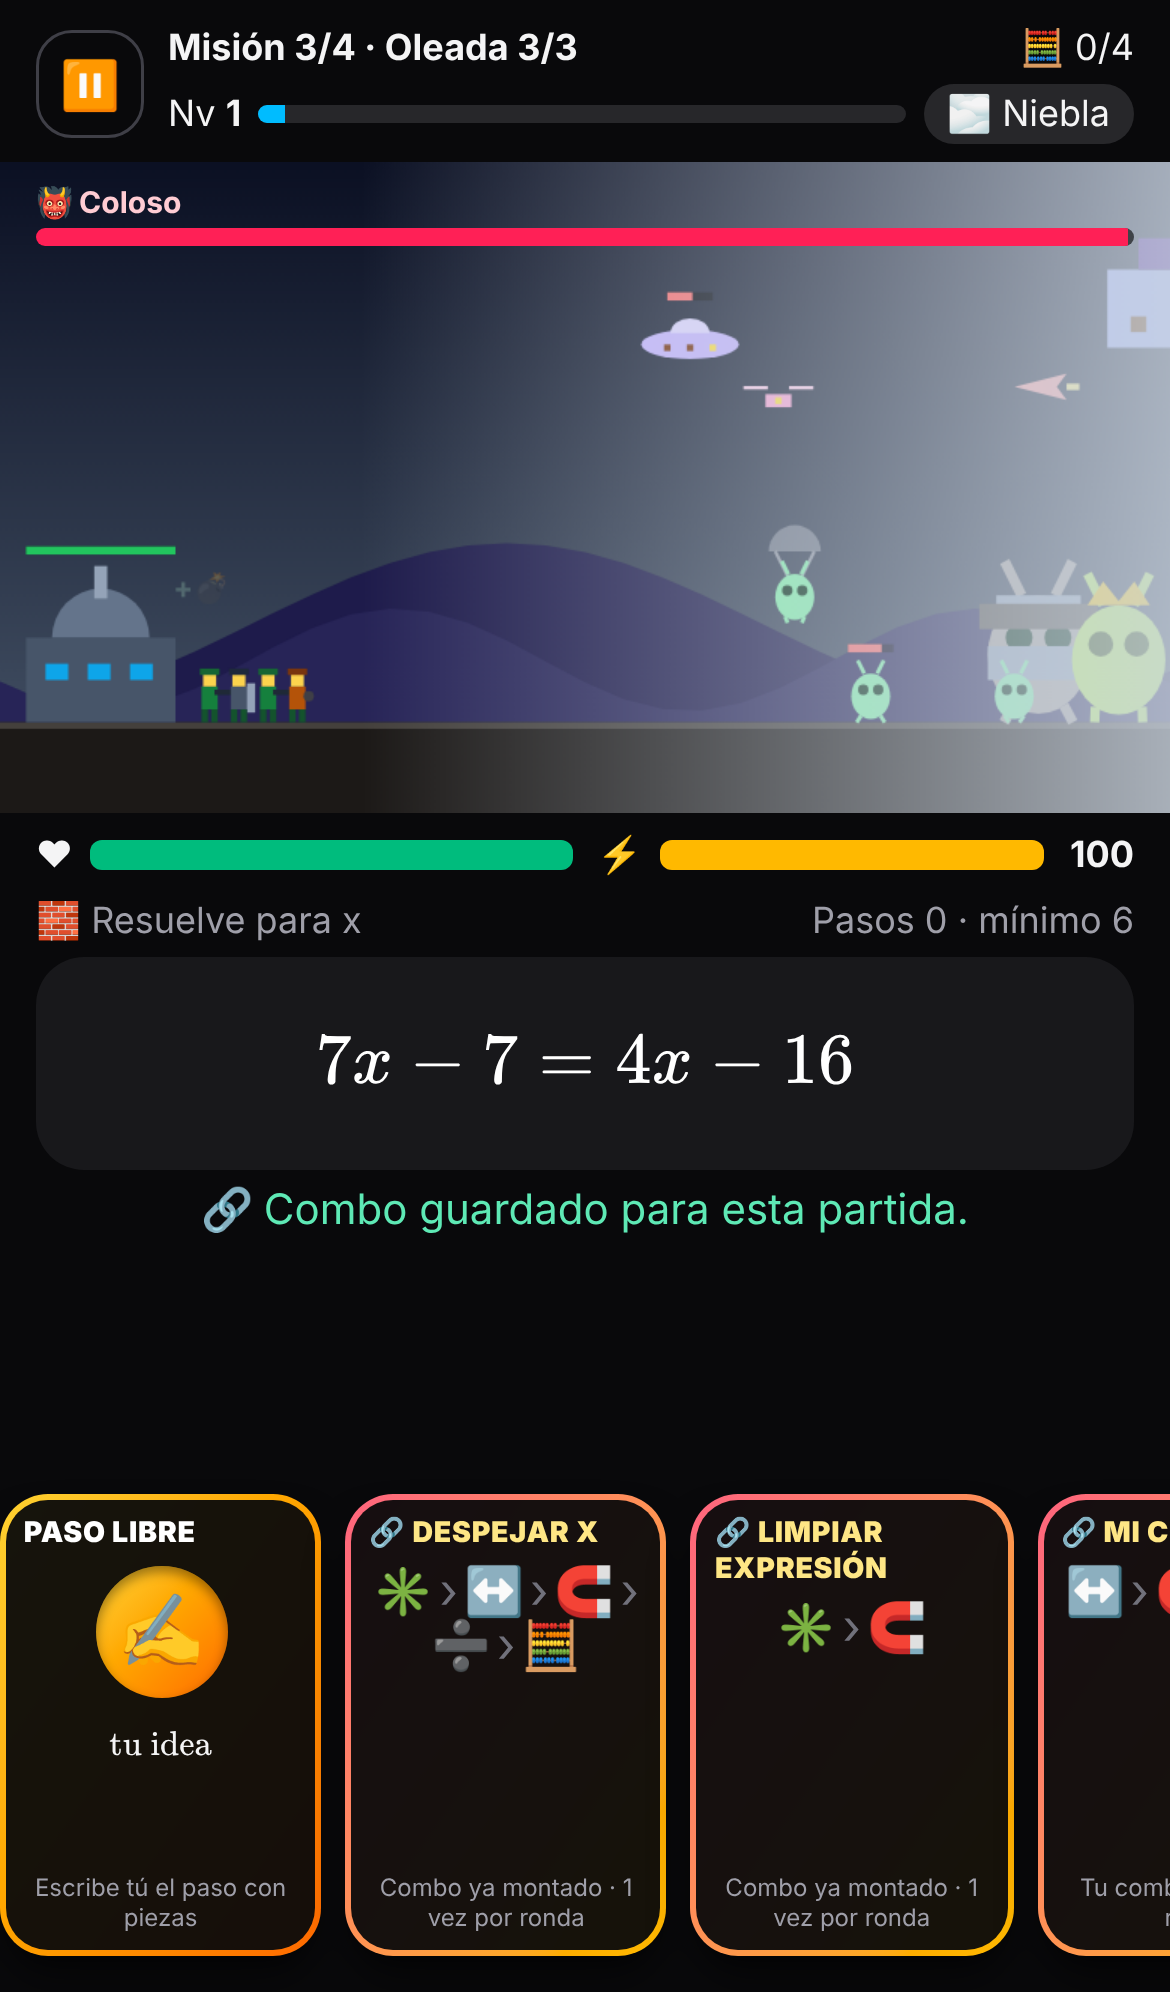 Misión 3/4 · Oleada 3/3
0/4
Nv 1
Niebla
Coloso
100
Resuelve para x
Pasos 0 · mínimo 6
7x − 7 = 4x − 16
Combo guardado para esta partida.
PASO LIBRE
tu idea
Escribe tú el paso con
piezas
DESPEJAR X
Combo ya montado · 1
vez por ronda
LIMPIAR
EXPRESIÓN
Combo ya montado · 1
vez por ronda
MI C
Tu comb